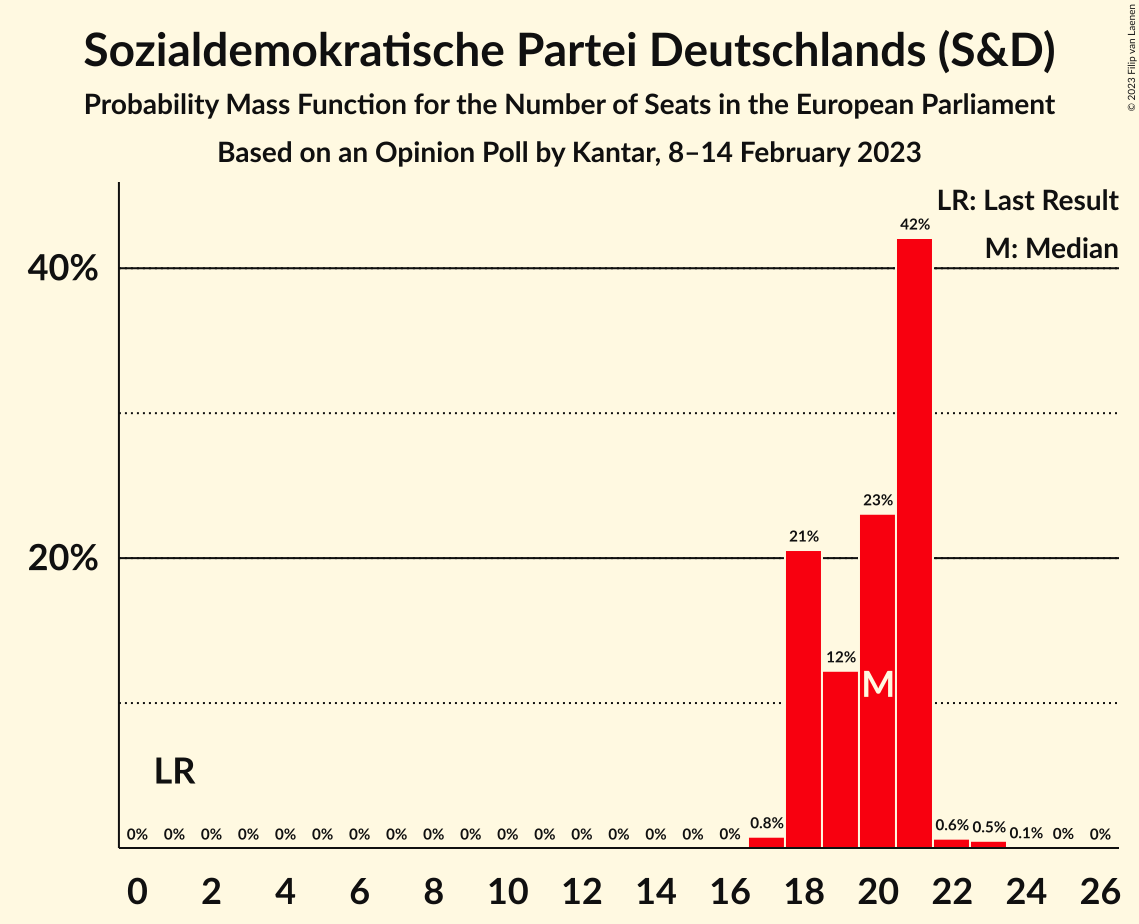 Sozialdemokratische Partei Deutschlands (S&D)
Probability Mass Function for the Number of Seats in the European Parliament
Based on an Opinion Poll by Kantar, 8–14 February 2023
© 2023 Filip van Laenen
LR: Last Result
M: Median
40%
20%
42%
23%
21%
12%
M
LR
0% 0% 0% 0% 0% 0% 0% 0% 0% 0% 0% 0% 0% 0% 0% 0% 0% 0.8% 0.6% 0.5% 0.1% 0% 0%
0 2 4 6 8 10 12 14 16 18 20 22 24 26